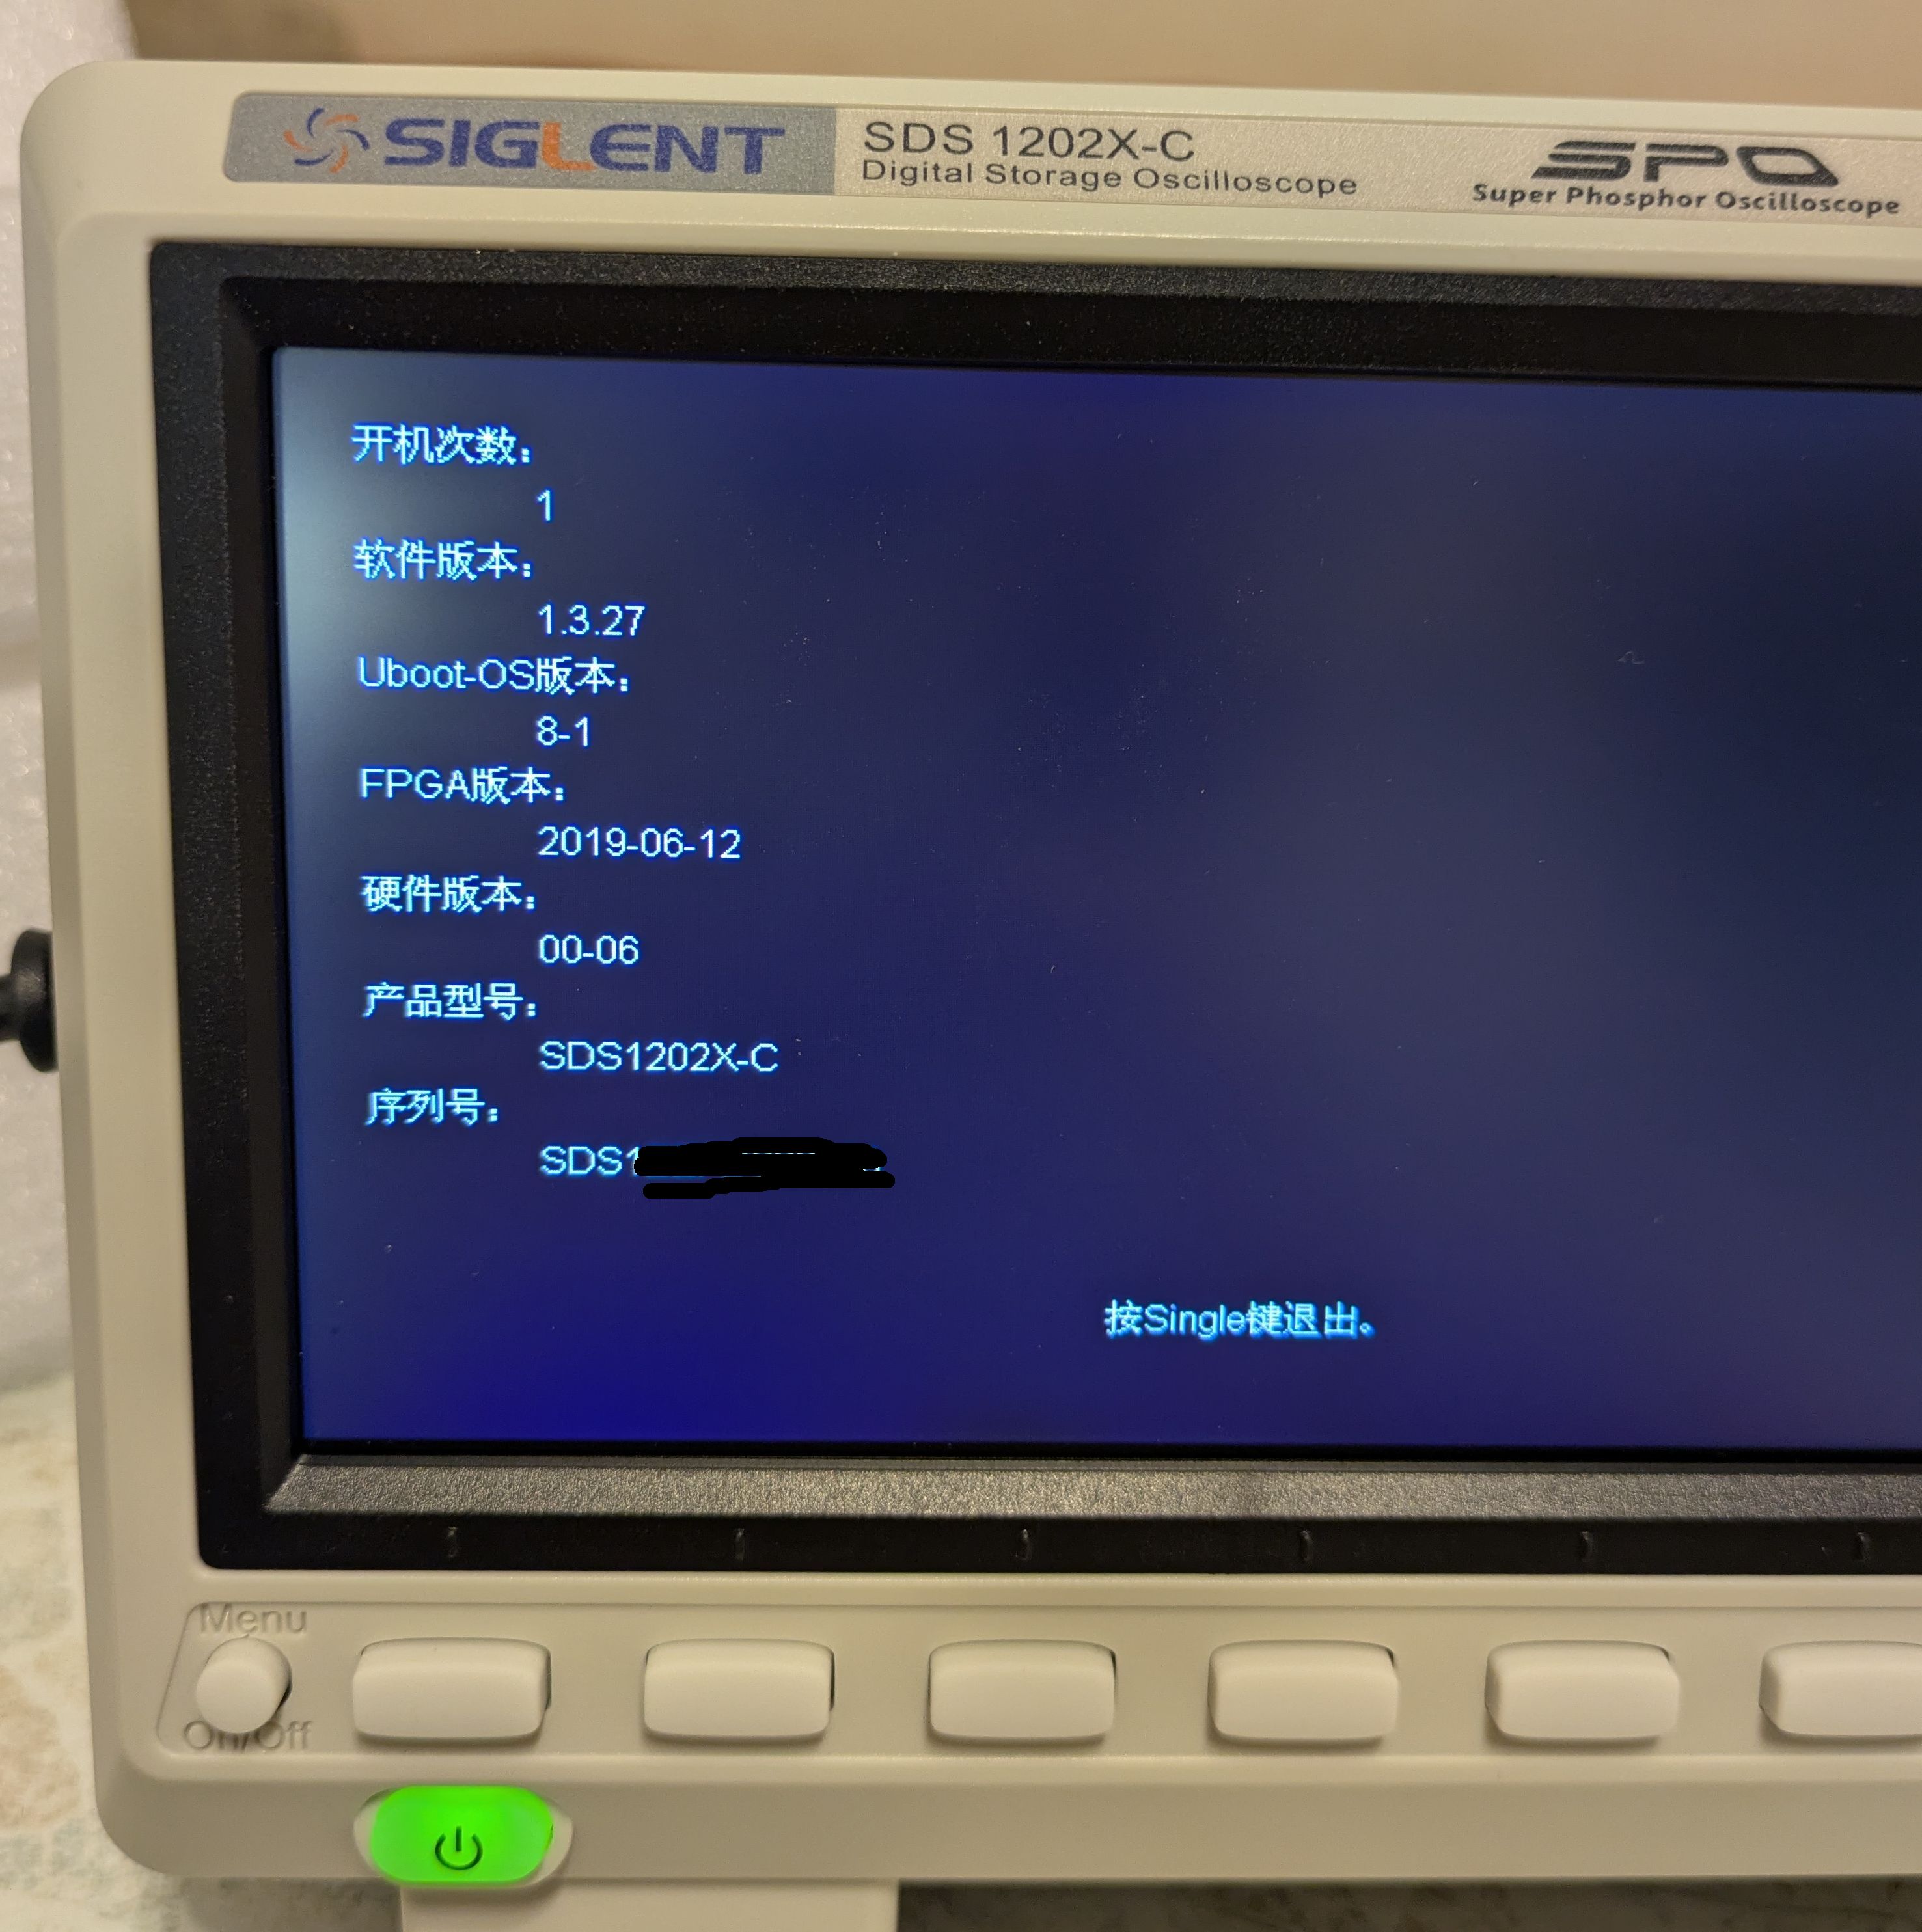 SIGLENT
SDS 1202X-C
Digital Storage Oscilloscope
SPO
Super Phosphor Oscilloscope
开机次数：
1
软件版本：
1.3.27
Uboot-OS版本：
8-1
FPGA版本：
2019-06-12
硬件版本：
00-06
产品型号：
SDS1202X-C
序列号：
SDS1
按Single键退出。
Menu
On/Off